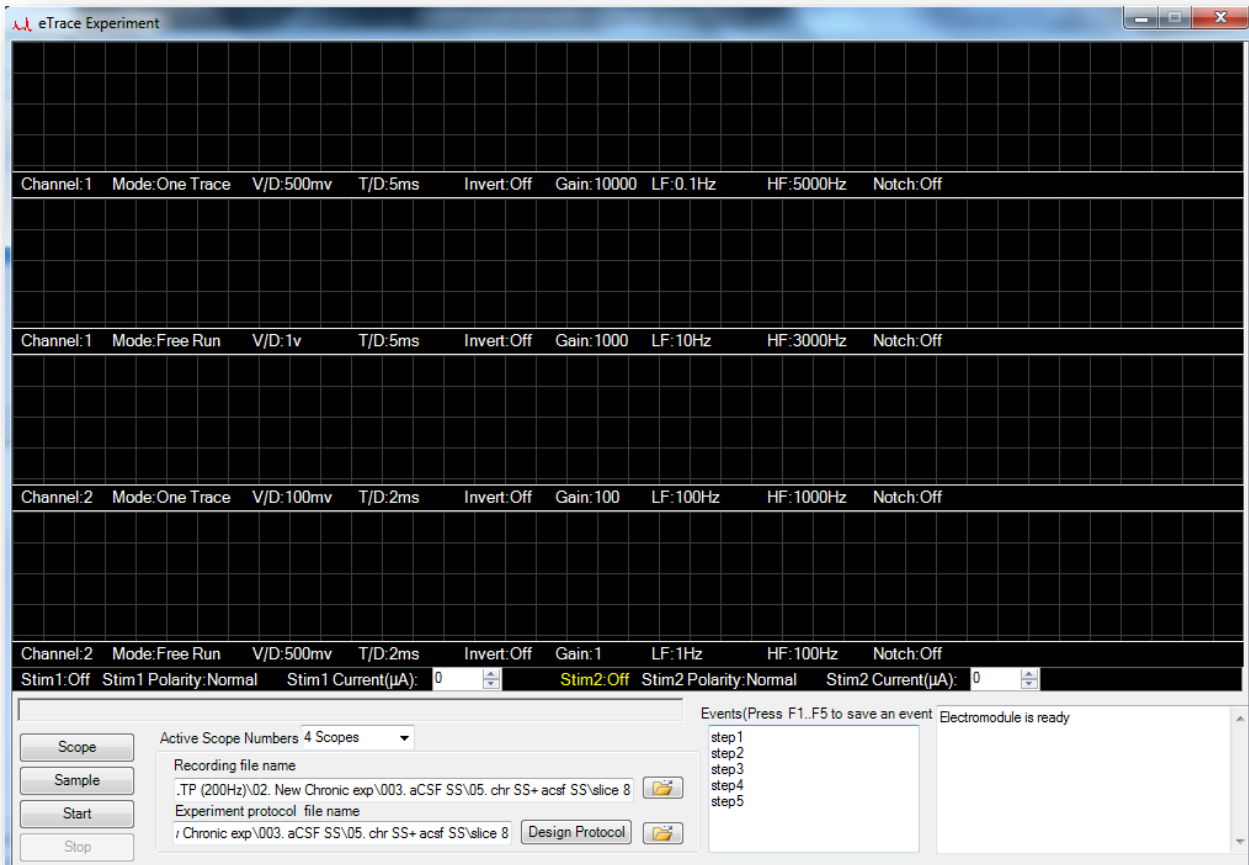 eTrace Experiment
Channel:1 Mode:One Trace V/D:500mv T/D:5ms Invert:Off Gain:10000 LF:0.1Hz HF:5000Hz Notch:Off
Channel:1 Mode:Free Run V/D:1v T/D:5ms Invert:Off Gain:1000 LF:10Hz HF:3000Hz Notch:Off
Channel:2 Mode:One Trace V/D:100mv T/D:2ms Invert:Off Gain:100 LF:100Hz HF:1000Hz Notch:Off
Channel:2 Mode:Free Run V/D:500mv T/D:2ms Invert:Off Gain:1 LF:1Hz HF:100Hz Notch:Off
Stim1:Off Stim1 Polarity:Normal Stim1 Current(µA): 0 Stim2:Off Stim2 Polarity:Normal Stim2 Current(µA): 0
Scope
Sample
Start
Stop
Active Scope Numbers 4 Scopes
Recording file name
.TP (200Hz)\02. New Chronic exp\003. aCSF SS\05. chr SS+ acsf SS\slice 8
Experiment protocol file name
Chronic exp\003. aCSF SS\05. chr SS+ acsf SS\slice 8 Design Protocol
Events(Press F1..F5 to save an event
step1
step2
step3
step4
step5
Electromodule is ready